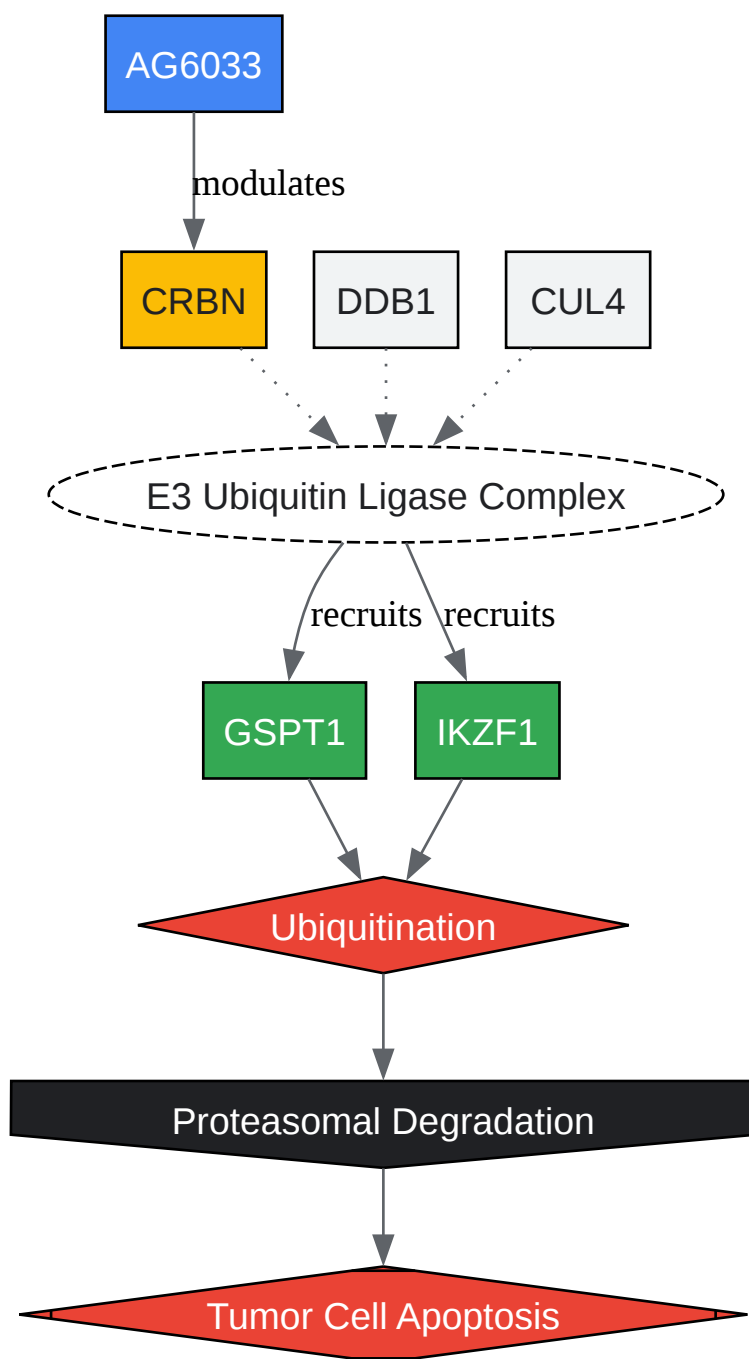 AG6033
modulates
CRBN
DDB1
CUL4
E3 Ubiquitin Ligase Complex
recruits
recruits
GSPT1
IKZF1
Ubiquitination
Proteasomal Degradation
Tumor Cell Apoptosis